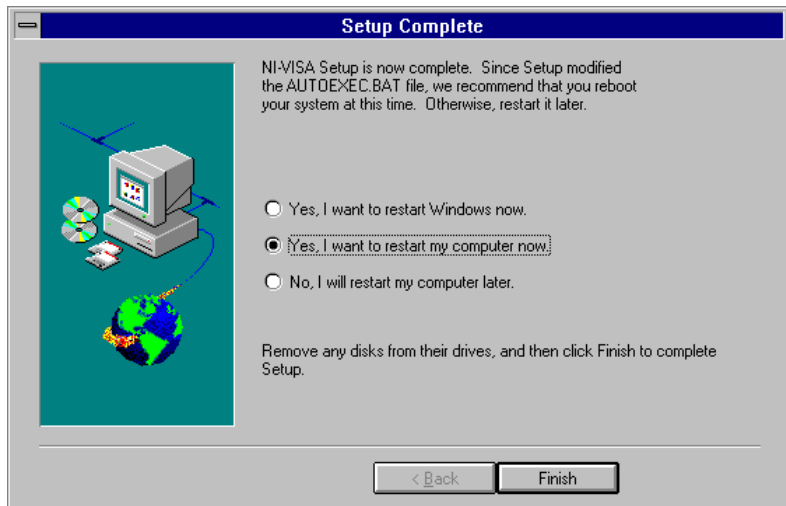 Setup Complete
NI-VISA Setup is now complete.  Since Setup modified
the AUTOEXEC.BAT file, we recommend that you reboot
your system at this time.  Otherwise, restart it later.
Yes, I want to restart Windows now.
Yes, I want to restart my computer now.
No, I will restart my computer later.
Remove any disks from their drives, and then click Finish to complete
Setup.
< Back
Finish